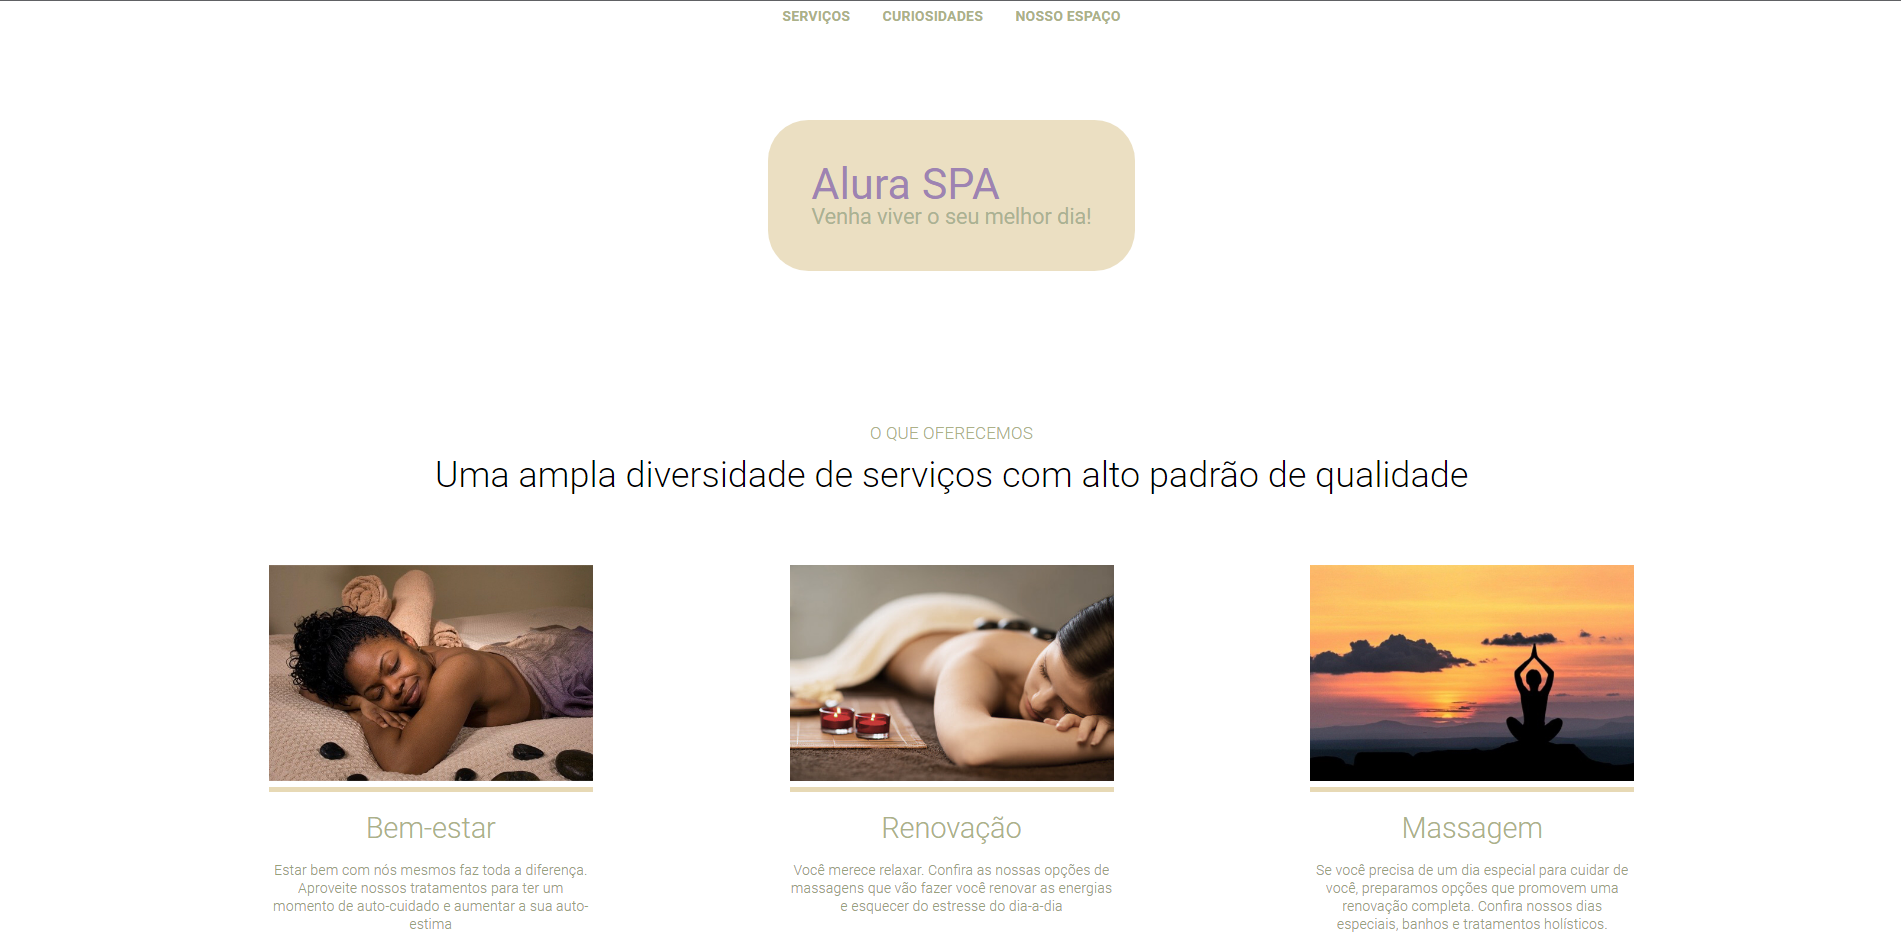 SERVIÇOS CURIOSIDADES NOSSO ESPAÇO
Alura SPA
Venha viver o seu melhor dia!
O QUE OFERECEMOS
Uma ampla diversidade de serviços com alto padrão de qualidade
Bem-estar
Estar bem com nós mesmos faz toda a diferença.
Aproveite nossos tratamentos para ter um
momento de auto-cuidado e aumentar a sua auto-
estima
Renovação
Você merece relaxar. Confira as nossas opções de
massagens que vão fazer você renovar as energias
e esquecer do estresse do dia-a-dia
Massagem
Se você precisa de um dia especial para cuidar de
você, preparamos opções que promovem uma
renovação completa. Confira nossos dias
especiais, banhos e tratamentos holísticos.